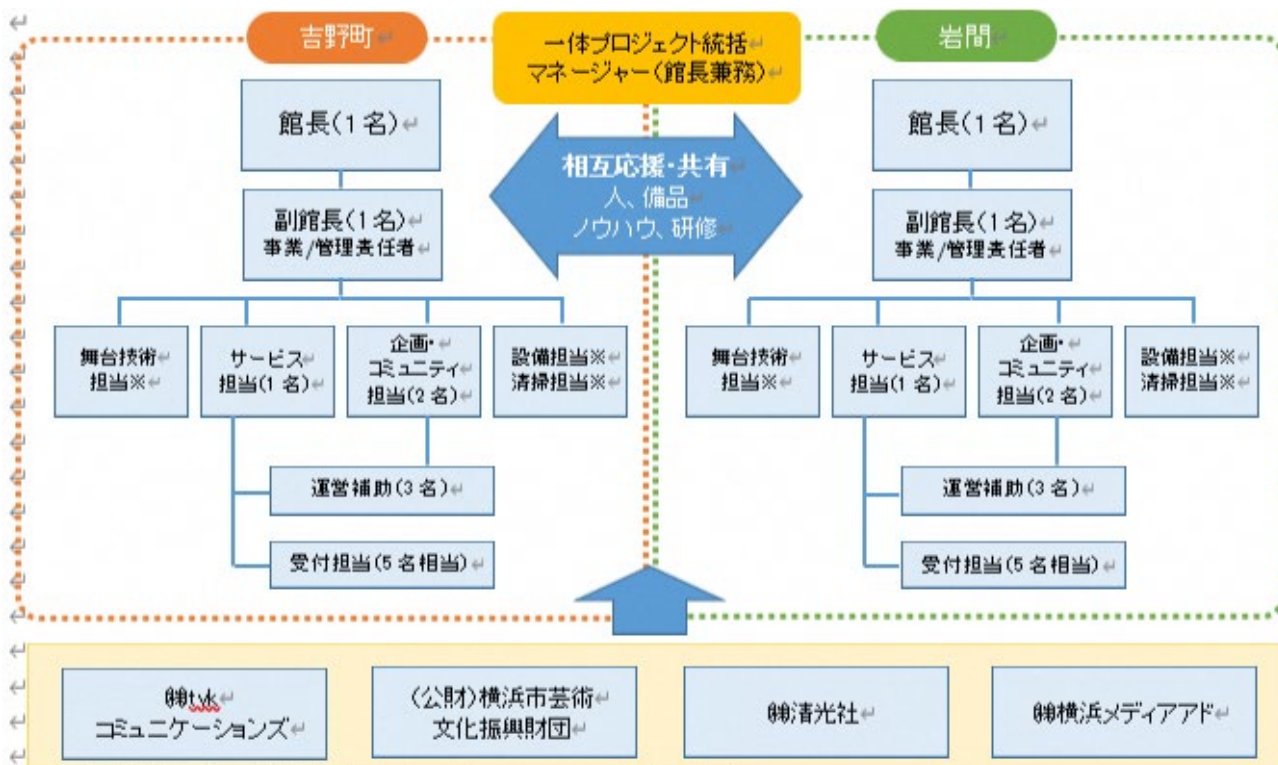 吉野町
一体プロジェクト統括
マネージャー(館長兼務)
岩間
館長(1名)
館長(1名)
相互応援・共有
人、備品
ノウハウ、研修
副館長(1名)
事業/管理責任者
副館長(1名)
事業/管理責任者
舞台技術
担当※
サービス
担当(1名)
企画・
コミュニティ
担当(2名)
設備担当※
清掃担当※
舞台技術
担当※
サービス
担当(1名)
企画・
コミュニティ
担当(2名)
設備担当※
清掃担当※
運営補助(3名)
運営補助(3名)
受付担当(5名相当)
受付担当(5名相当)
㈱tvk
コミュニケーションズ
(公財)横浜市芸術
文化振興財団
㈱清光社
㈱横浜メディアアド